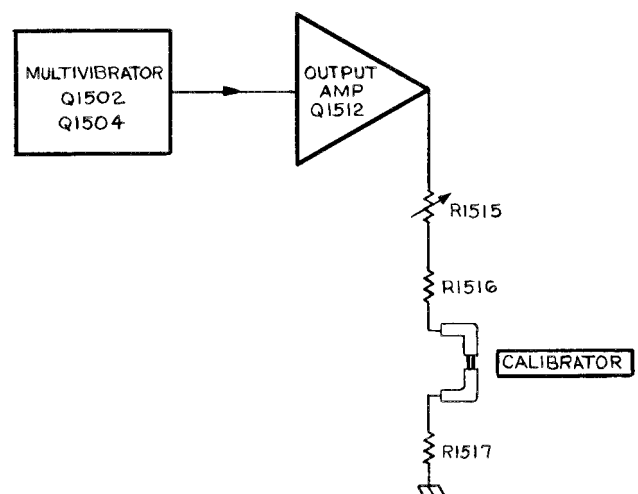 MULTIVIBRATOR
Q1502
Q1504
OUTPUT
AMP
Q1512
R1515
R1516
CALIBRATOR
R1517